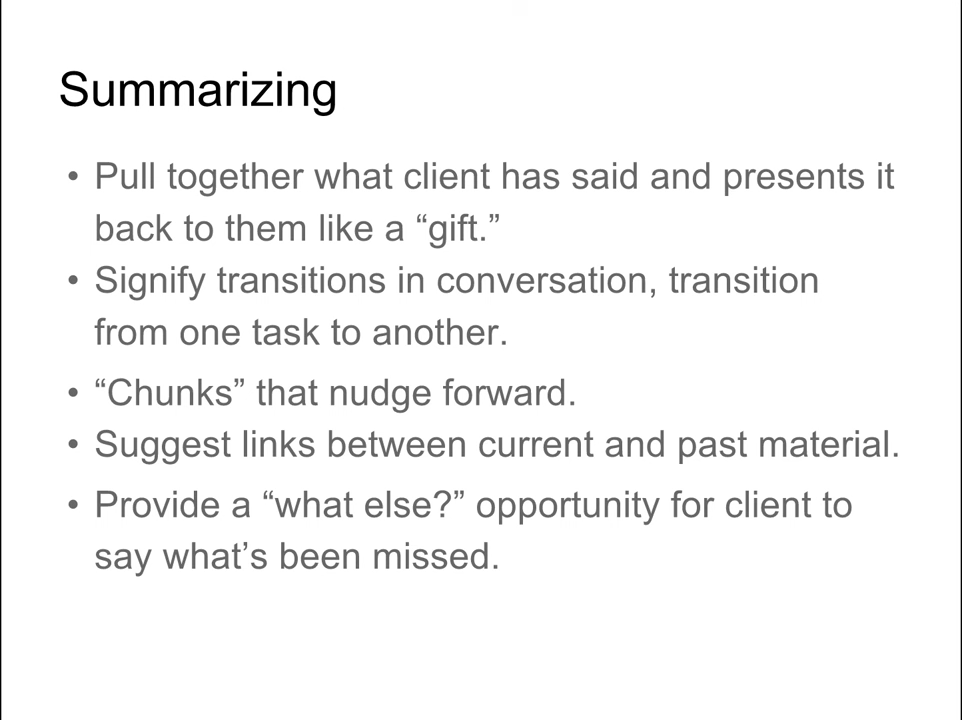 Summarizing
• Pull together what client has said and presents it
back to them like a “gift.”
• Signify transitions in conversation, transition
from one task to another.
• “Chunks” that nudge forward.
• Suggest links between current and past material.
• Provide a “what else?” opportunity for client to
say what’s been missed.